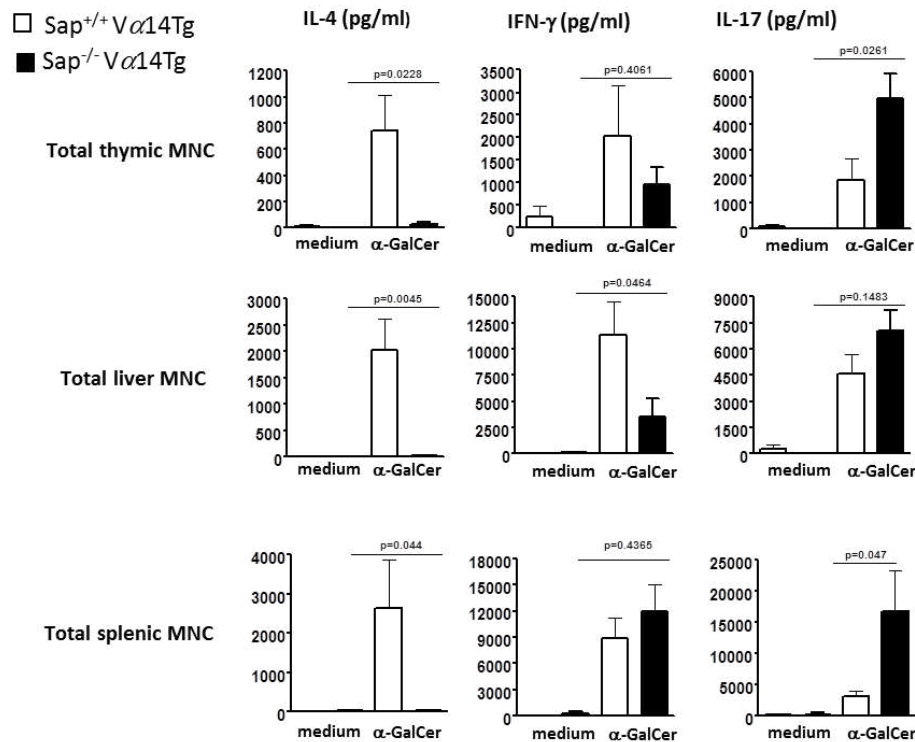 Sap+/+ Vα14Tg
Sap-/- Vα14Tg
IL-4 (pg/ml)
IFN-γ (pg/ml)
IL-17 (pg/ml)
Total thymic MNC
1200
1000
800
600
400
200
0
p=0.0228
medium
α-GalCer
3500
3000
2500
2000
1500
1000
500
0
p=0.4061
medium
α-GalCer
6000
5000
4000
3000
2000
1000
0
p=0.0261
medium
α-GalCer
Total liver MNC
3000
2500
2000
1500
1000
500
0
p=0.0045
medium
α-GalCer
15000
12500
10000
7500
5000
2500
0
p=0.0464
medium
α-GalCer
9000
7500
6000
4500
3000
1500
0
p=0.1483
medium
α-GalCer
Total splenic MNC
4000
3000
2000
1000
0
p=0.044
medium
α-GalCer
18000
15000
12000
9000
6000
3000
0
p=0.4365
medium
α-GalCer
25000
20000
15000
10000
5000
0
p=0.047
medium
α-GalCer